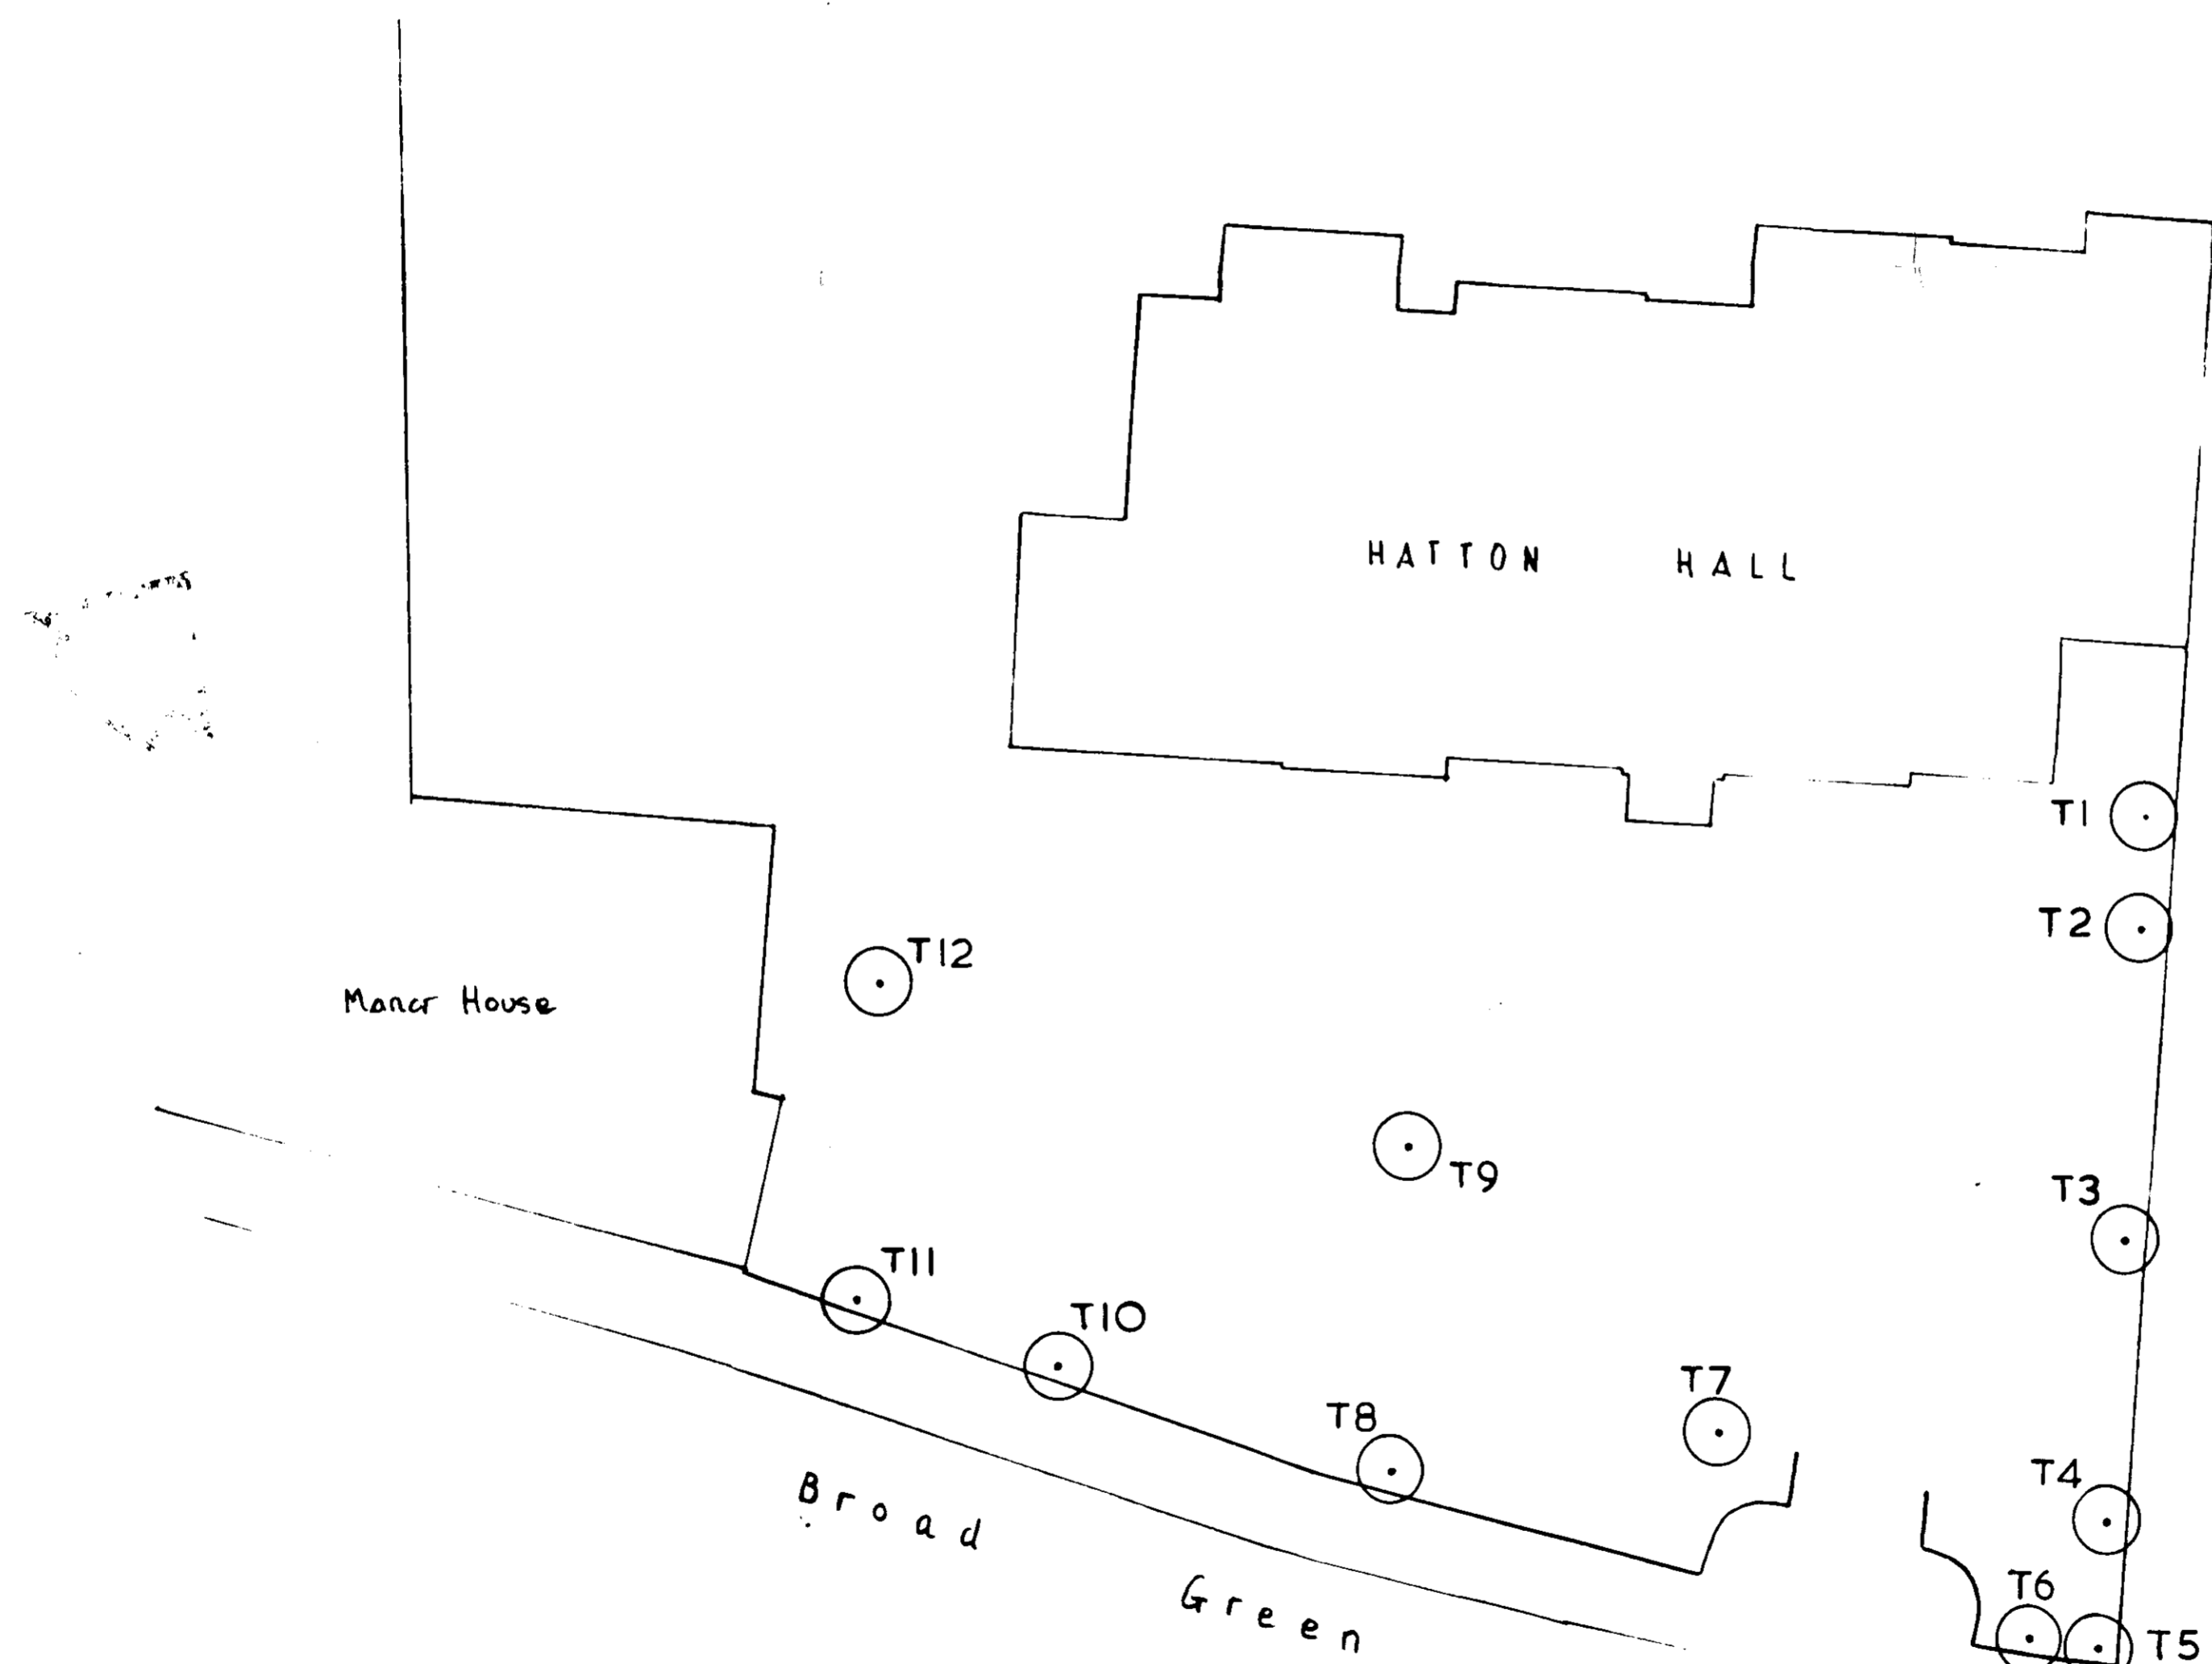 HATTON HALL
T1
T2
T12
Manor House
T9
T3
T11
T10
T7
T8
T4
Broad
Green
T6
T5